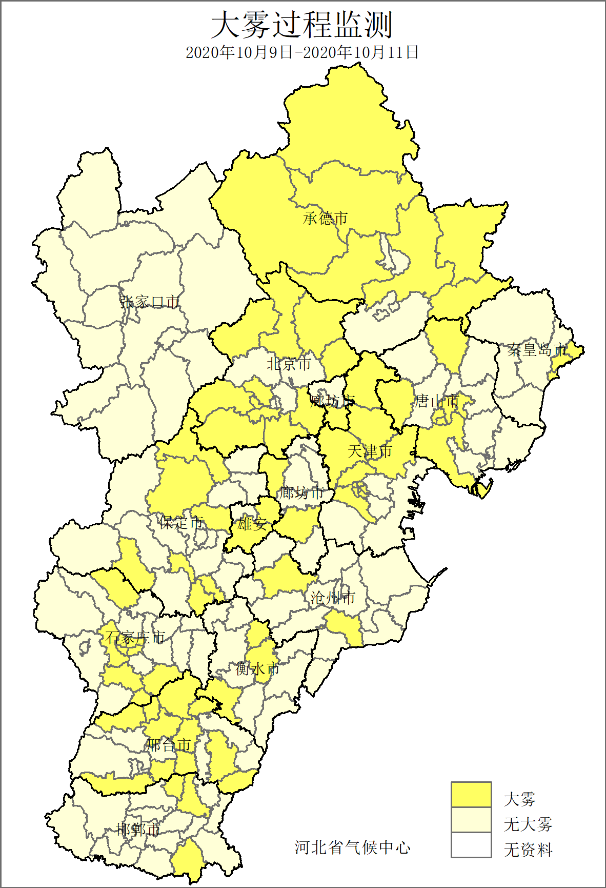 大雾过程监测
2020年10月9日-2020年10月11日
承德市
张家口市
秦皇岛市
北京市
廊坊市
唐山市
天津市
廊坊市
保定市
雄安
沧州市
石家庄市
衡水市
邢台市
邯郸市
大雾
无大雾
无资料
河北省气候中心